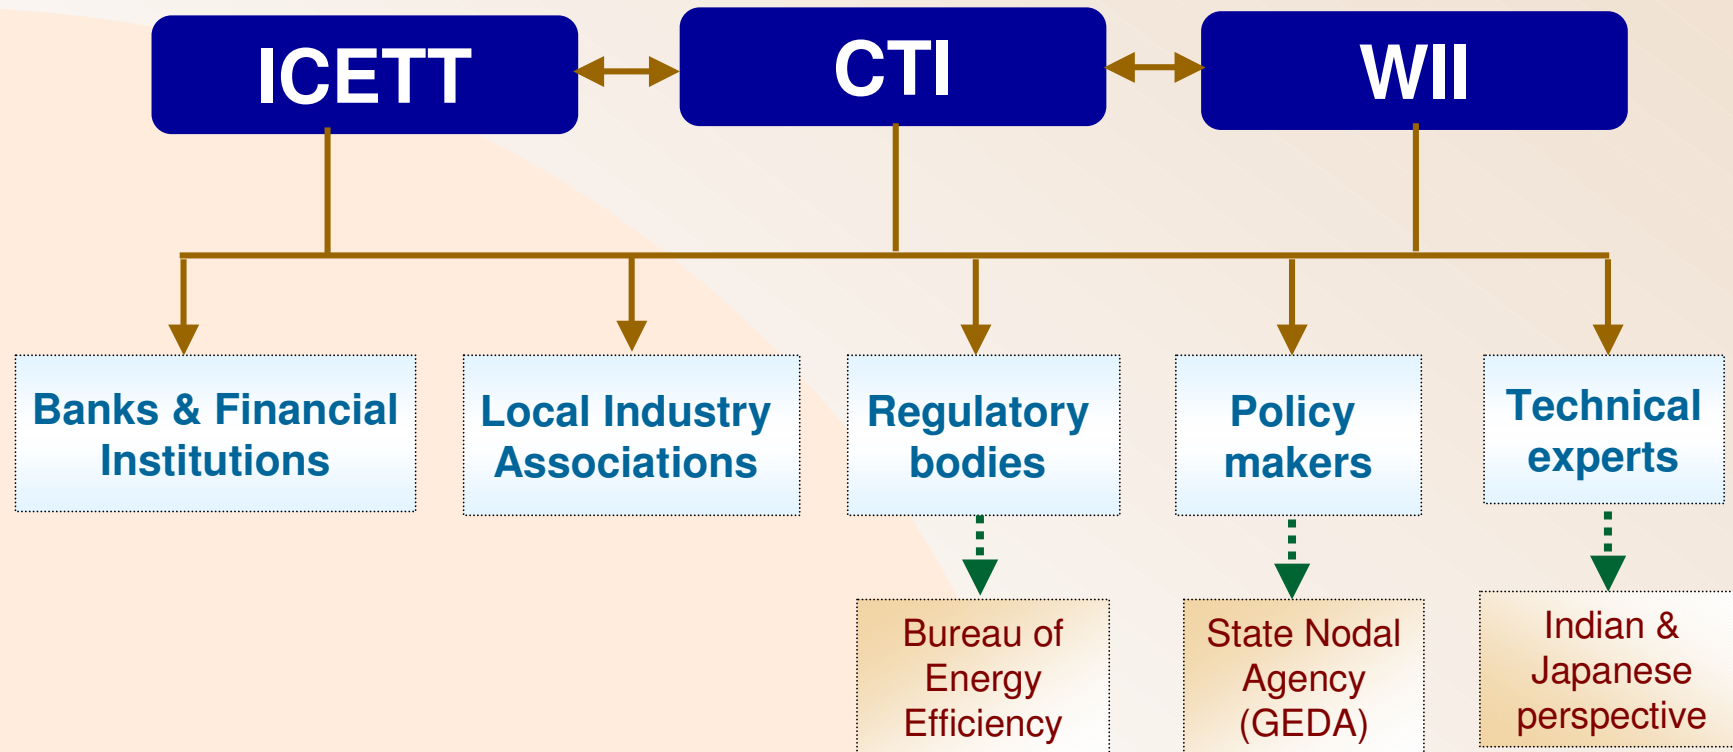 ICETT
CTI
WII
Banks & Financial
Institutions
Local Industry
Associations
Regulatory
bodies
Policy
makers
Technical
experts
Bureau of
Energy
Efficiency
State Nodal
Agency
(GEDA)
Indian &
Japanese
perspective